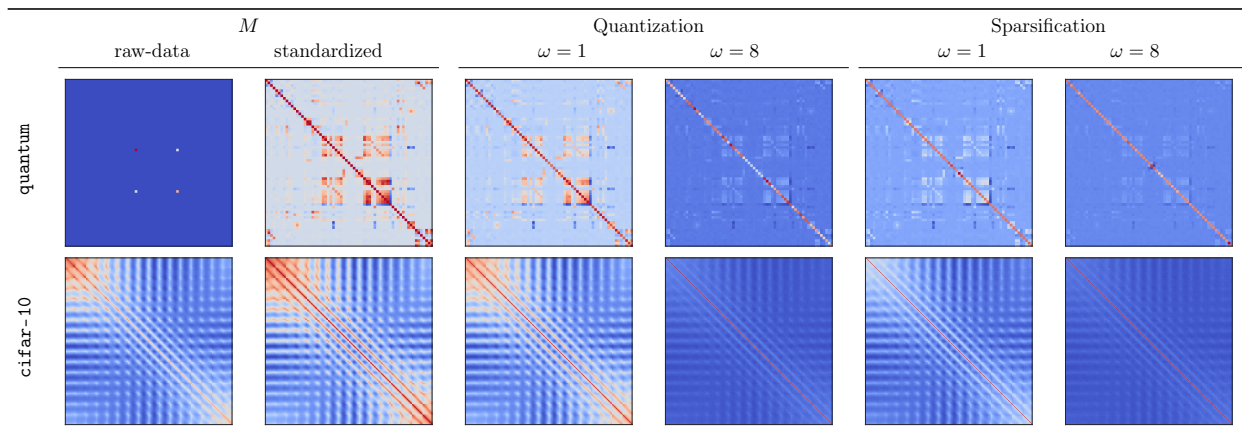 M Quantization Sparsification
raw-data standardized ω = 1 ω = 8 ω = 1 ω = 8
quantum
cifar-10